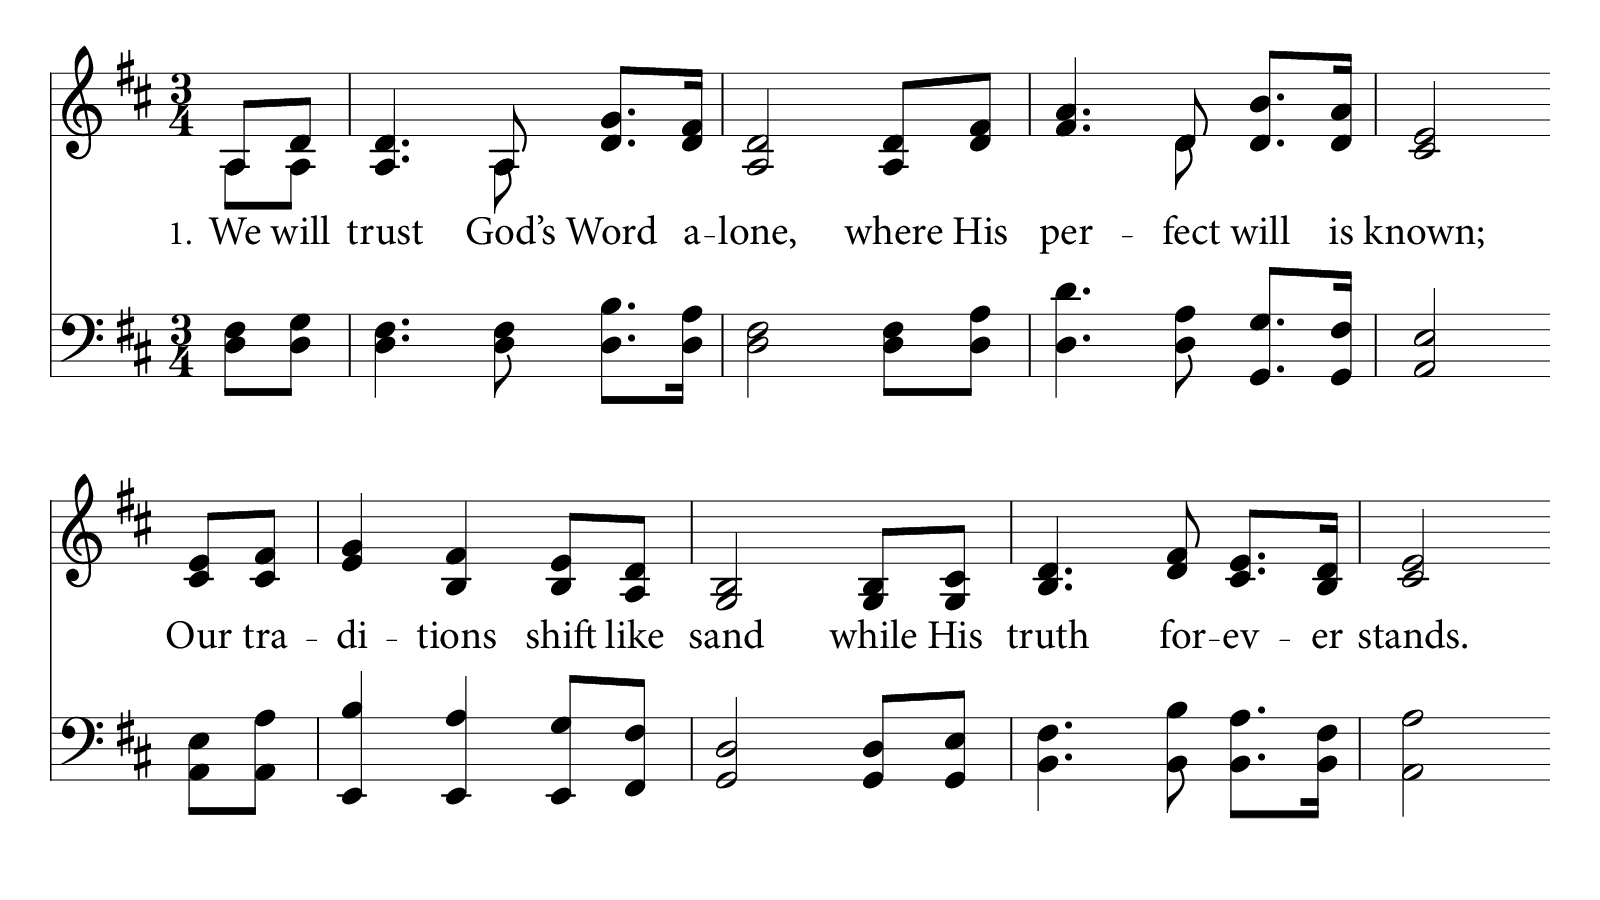 1. We will trust God’s Word a-lone, where His per - fect will is known;
Our tra - di - tions shift like sand while His truth for-ev - er stands.